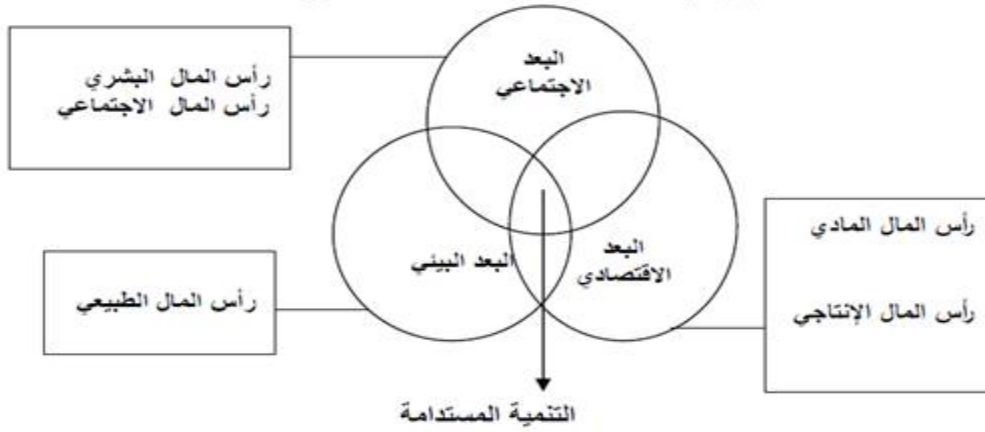 البعد
الاجتماعي
رأس المال البشري
رأس المال الاجتماعي
رأس المال المادي
رأس المال الإنتاجي
البعد
الاقتصادي
البعد البيئي
رأس المال الطبيعي
التنمية المستدامة